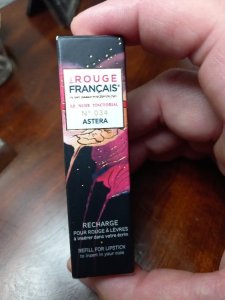 LE ROUGE
FRANÇAIS
N° 034
ASTERA
RECHARGE
POUR ROUGE À LÈVRES
à insérer dans votre écrin
REFILL FOR LIPSTICK
to insert in your case